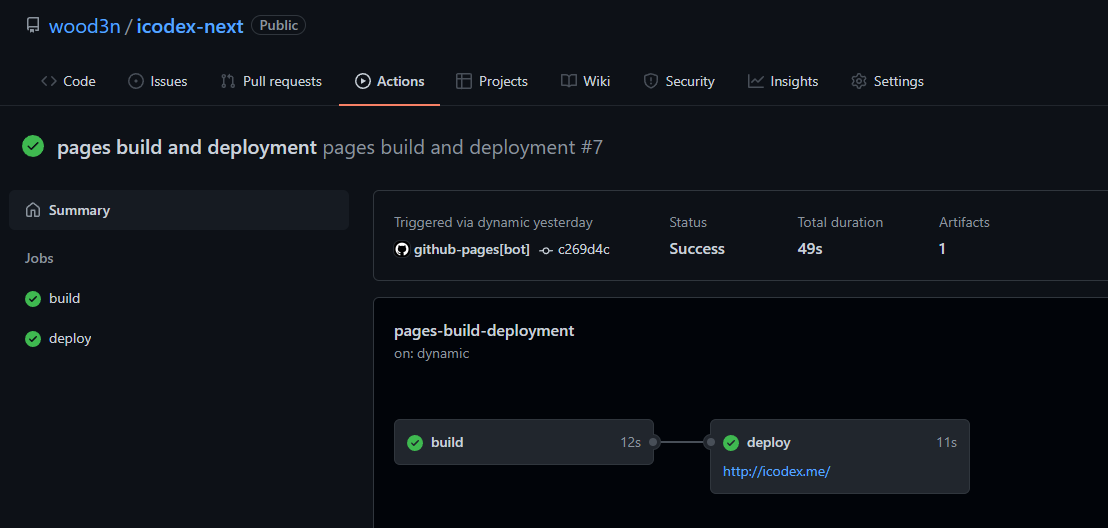 wood3n / icodex-next Public
Code Issues Pull requests Actions Projects Wiki Security Insights Settings
pages build and deployment pages build and deployment #7
Summary
Jobs
build
deploy
Triggered via dynamic yesterday Status Total duration Artifacts
github-pages[bot] c269d4c Success 49s 1
pages-build-deployment
on: dynamic
build 12s deploy 11s
http://icodex.me/